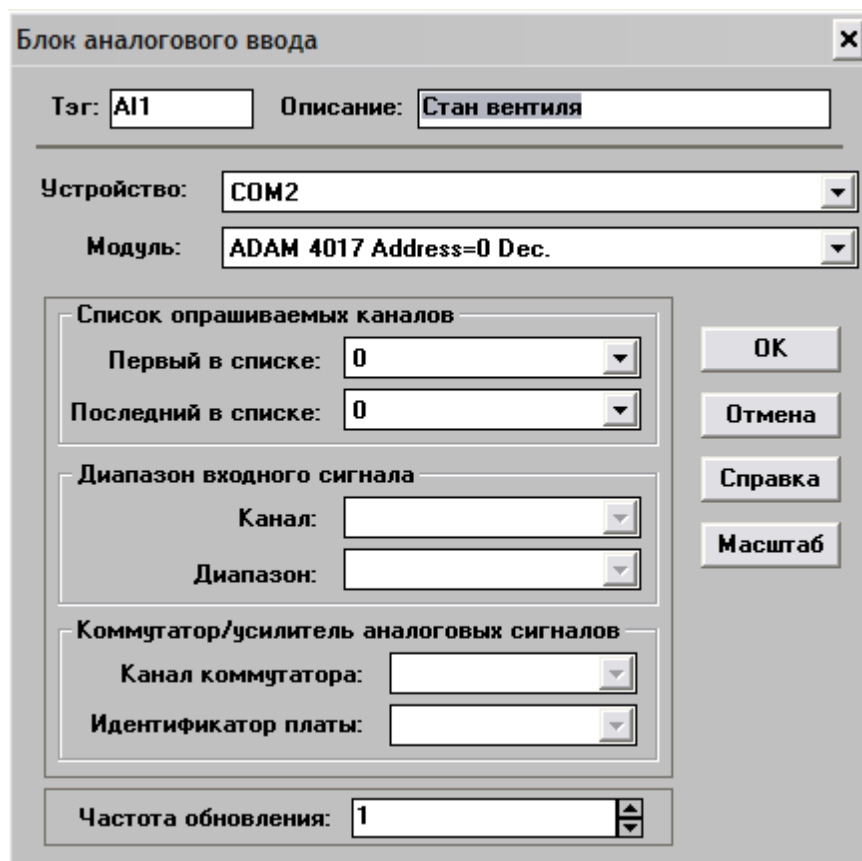 Блок аналогового ввода
Тэг: AI1 Описание: Стан вентиля
Устройство: COM2
Модуль: ADAM 4017 Address=0 Dec.
Список опрашиваемых каналов
Первый в списке: 0
Последний в списке: 0
OK
Отмена
Справка
Масштаб
Диапазон входного сигнала
Канал:
Диапазон:
Коммутатор/усилитель аналоговых сигналов
Канал коммутатора:
Идентификатор платы:
Частота обновления: 1